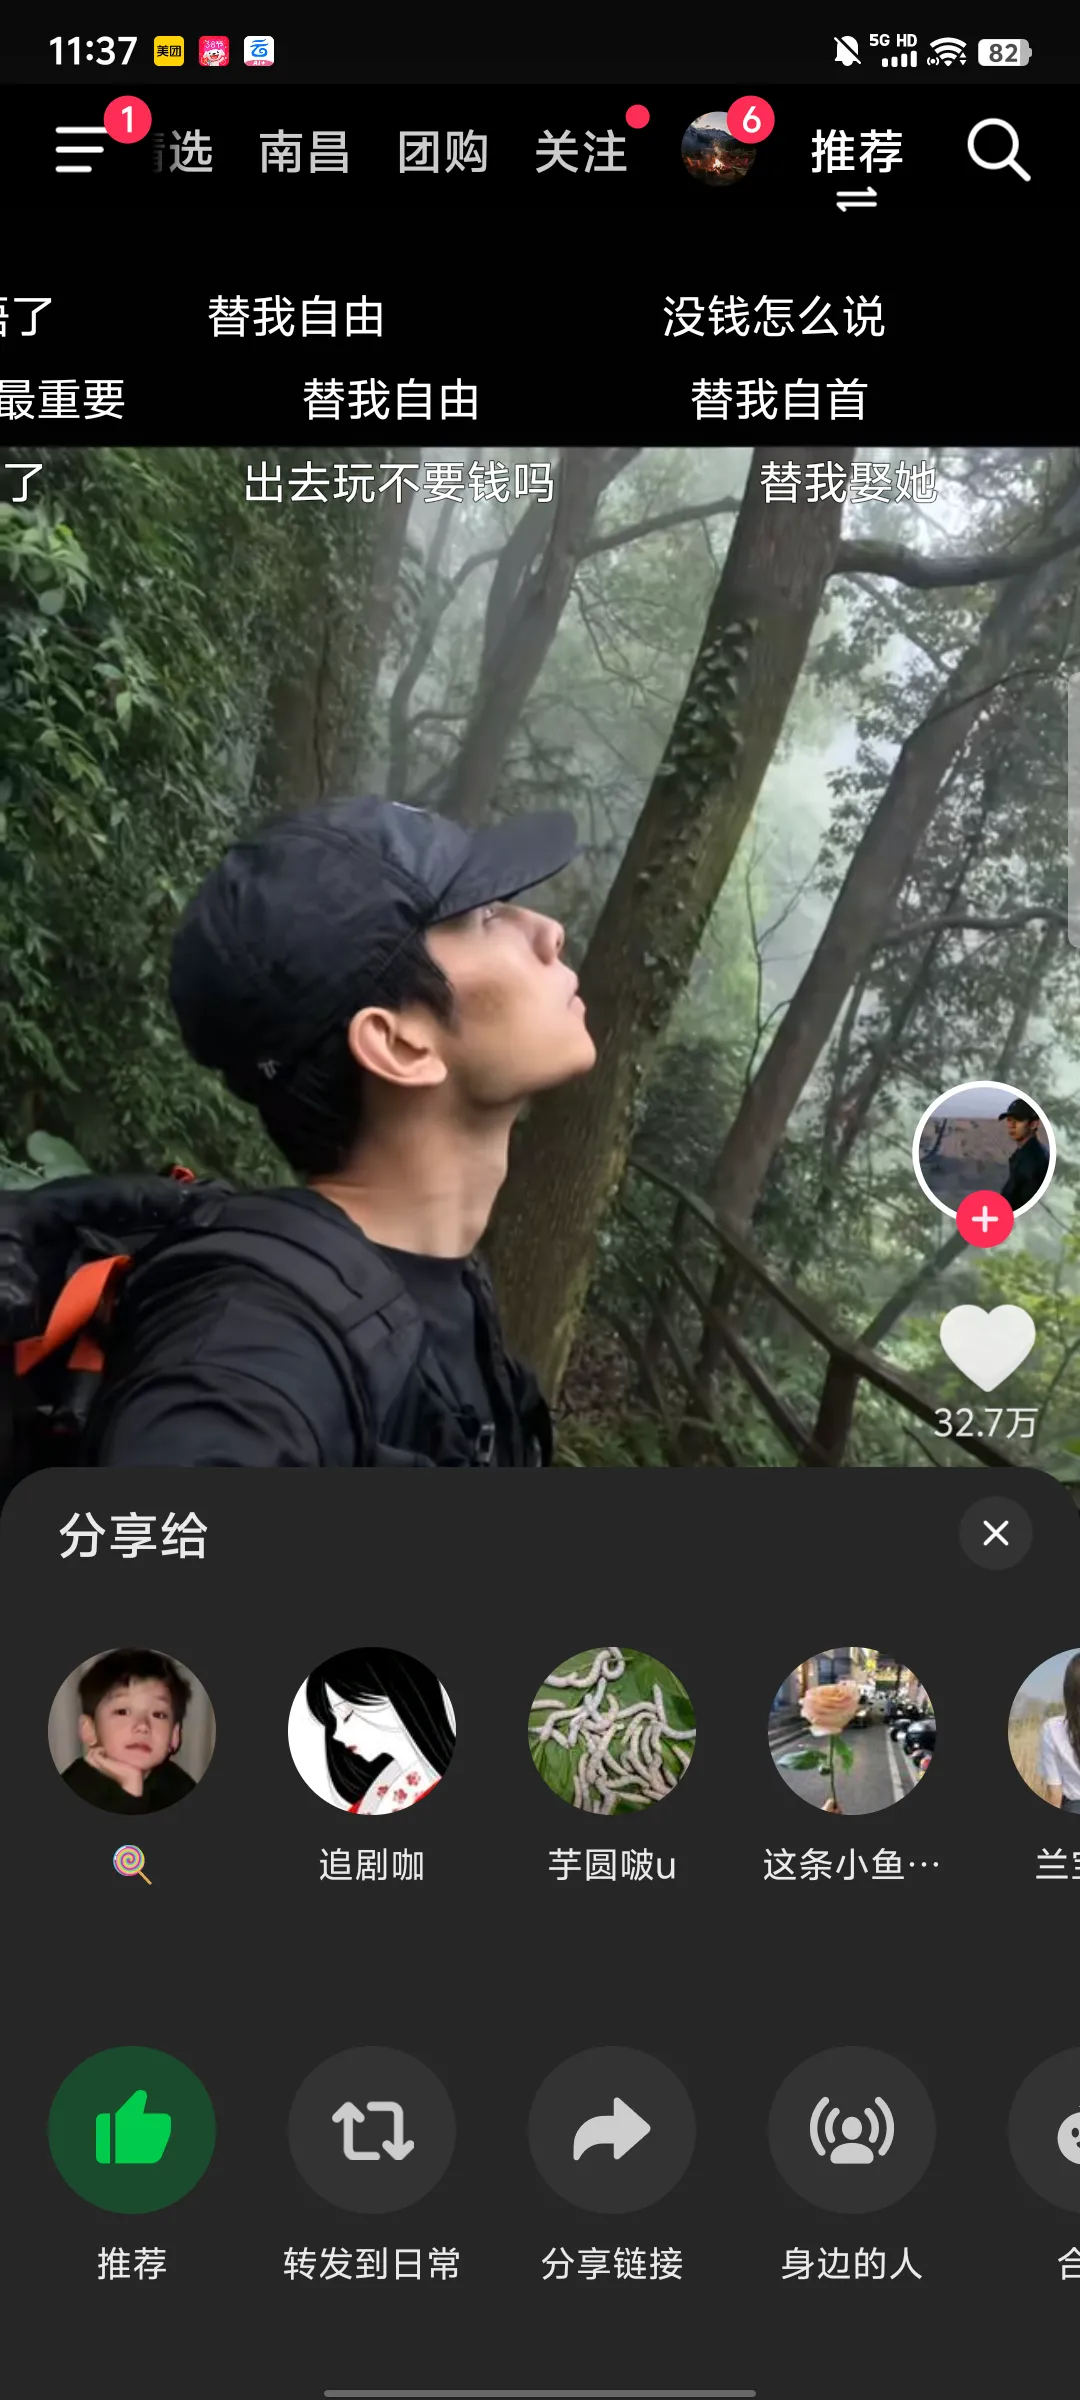 11:37
美团
5G HD
82
1
精选 南昌 团购 关注 6 推荐
了 替我自由 没钱怎么说
最重要 替我自由 替我自首
了 出去玩不要钱吗 替我娶她
32.7万
分享给
追剧咖 芋圆啵u 这条小鱼…
推荐 转发到日常 分享链接 身边的人